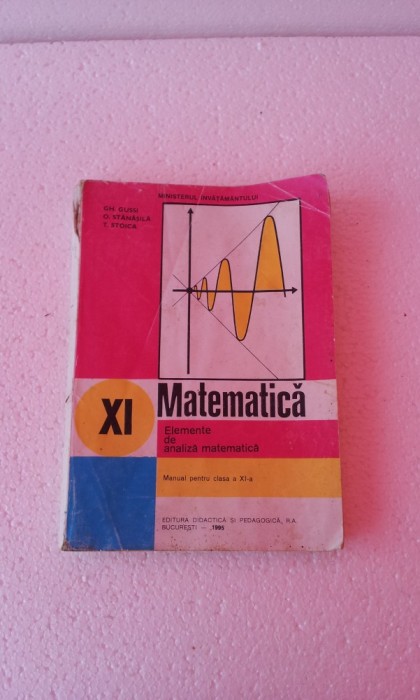 MINISTERUL INVĂȚĂMÎNTULUI
GH. GUSSI
O. STĂNĂȘILĂ
T. STOICA
XI
Matematică
Elemente
de
analiză matematică
Manual pentru clasa a XI-a
EDITURA DIDACTICĂ ȘI PEDAGOGICĂ, R.A.
BUCUREȘTI — 1995